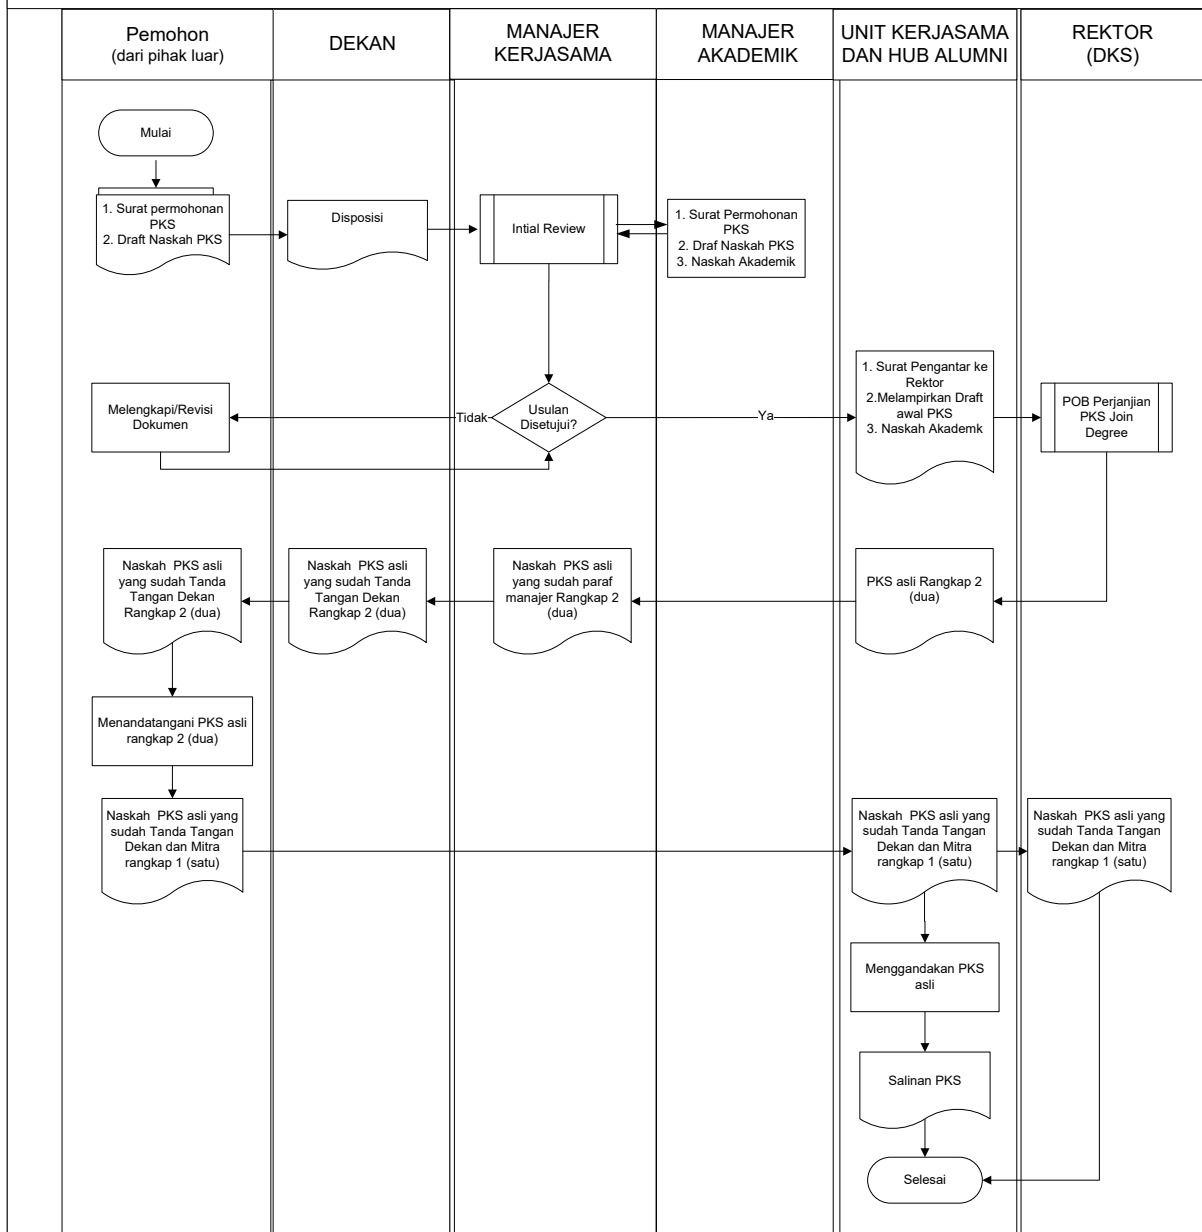 Pemohon
(dari pihak luar)
DEKAN
MANAJER
KERJASAMA
MANAJER
AKADEMIK
UNIT KERJASAMA
DAN HUB ALUMNI
REKTOR
(DKS)
Mulai
1. Surat permohonan
PKS
2. Draft Naskah PKS
Disposisi
Intial Review
1. Surat Permohonan
PKS
2. Draf Naskah PKS
3. Naskah Akademik
Melengkapi/Revisi
Dokumen
Tidak
Usulan
Disetujui?
Ya
1. Surat Pengantar ke
Rektor
2.Melampirkan Draft
awal PKS
3. Naskah Akademk
POB Perjanjian
PKS Join
Degree
Naskah PKS asli
yang sudah Tanda
Tangan Dekan
Rangkap 2 (dua)
Naskah PKS asli
yang sudah Tanda
Tangan Dekan
Rangkap 2 (dua)
Naskah PKS asli
yang sudah paraf
manajer Rangkap 2
(dua)
PKS asli Rangkap 2
(dua)
Menandatangani PKS asli
rangkap 2 (dua)
Naskah PKS asli yang
sudah Tanda Tangan
Dekan dan Mitra
rangkap 1 (satu)
Naskah PKS asli yang
sudah Tanda Tangan
Dekan dan Mitra
rangkap 1 (satu)
Naskah PKS asli yang
sudah Tanda Tangan
Dekan dan Mitra
rangkap 1 (satu)
Menggandakan PKS
asli
Salinan PKS
Selesai